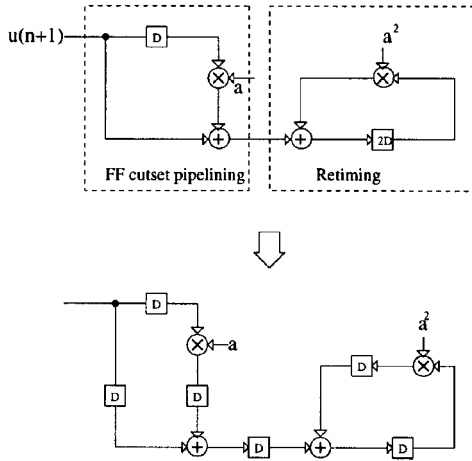 u(n+1)
D
a²
a
2D
FF cutset pipelining
Retiming
D
a
a²
D
D
D
D
D